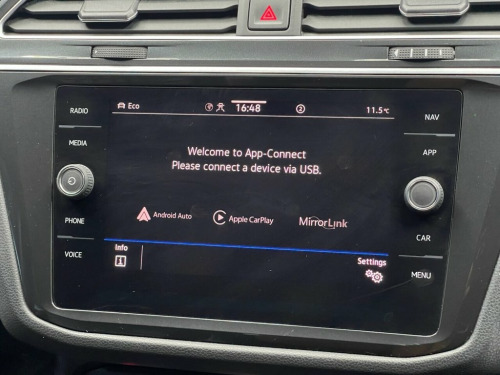 RADIO
MEDIA
PHONE
VOICE
Eco
16:48
2
11.5°C
Welcome to App-Connect
Please connect a device via USB.
Android Auto
Apple CarPlay
MirrorLink
Info
Settings
NAV
APP
CAR
MENU